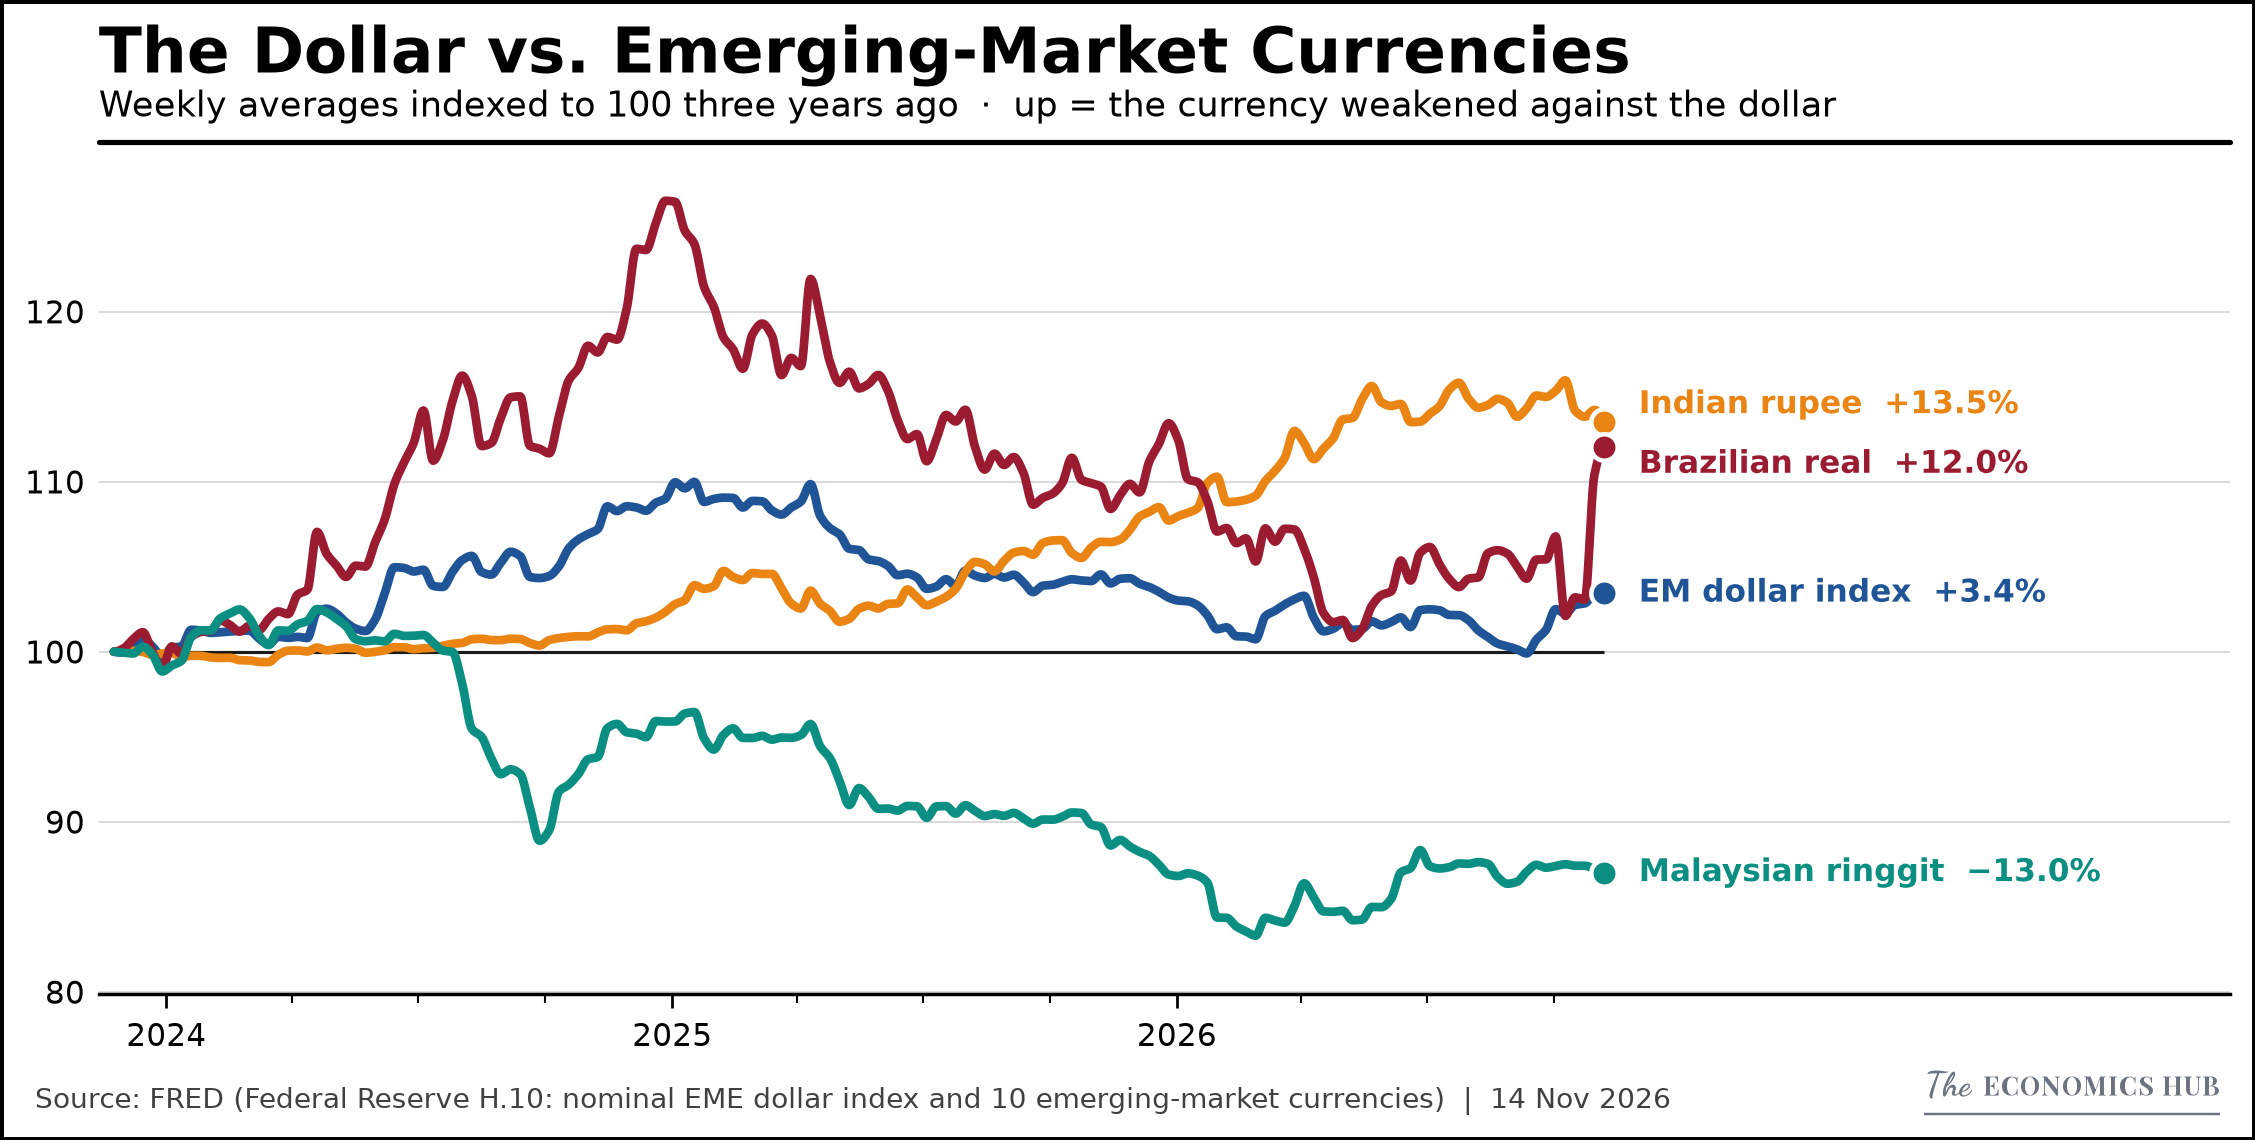 The Dollar vs. Emerging-Market Currencies
Weekly averages indexed to 100 three years ago · up = the currency weakened against the dollar
120
110
100
90
80
Indian rupee +13.5%
Brazilian real +12.0%
EM dollar index +3.4%
Malaysian ringgit −13.0%
2024 2025 2026
Source: FRED (Federal Reserve H.10: nominal EME dollar index and 10 emerging-market currencies) | 14 Nov 2026
The ECONOMICS HUB